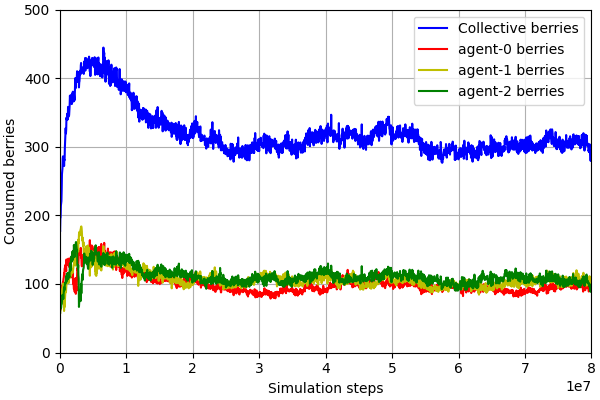 500
400
300
200
100
0
Consumed berries
Collective berries
agent-0 berries
agent-1 berries
agent-2 berries
0 1 2 3 4 5 6 7 8
1e7
Simulation steps